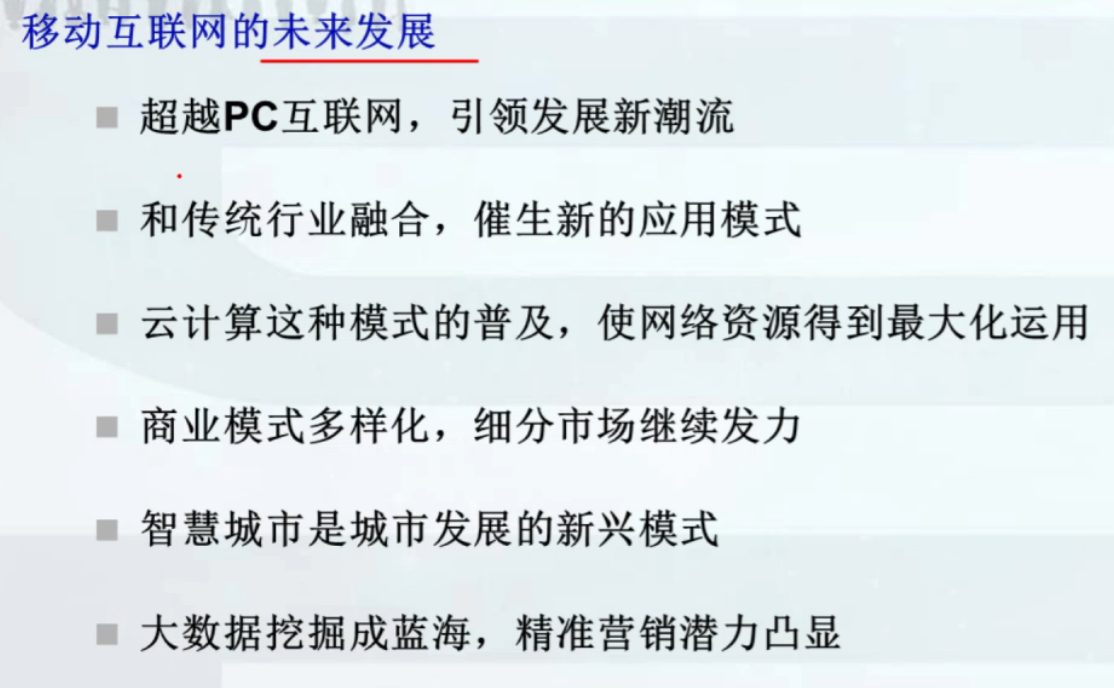 移动互联网的未来发展
超越PC互联网，引领发展新潮流
和传统行业融合，催生新的应用模式
云计算这种模式的普及，使网络资源得到最大化运用
商业模式多样化，细分市场继续发力
智慧城市是城市发展的新兴模式
大数据挖掘成蓝海，精准营销潜力凸显